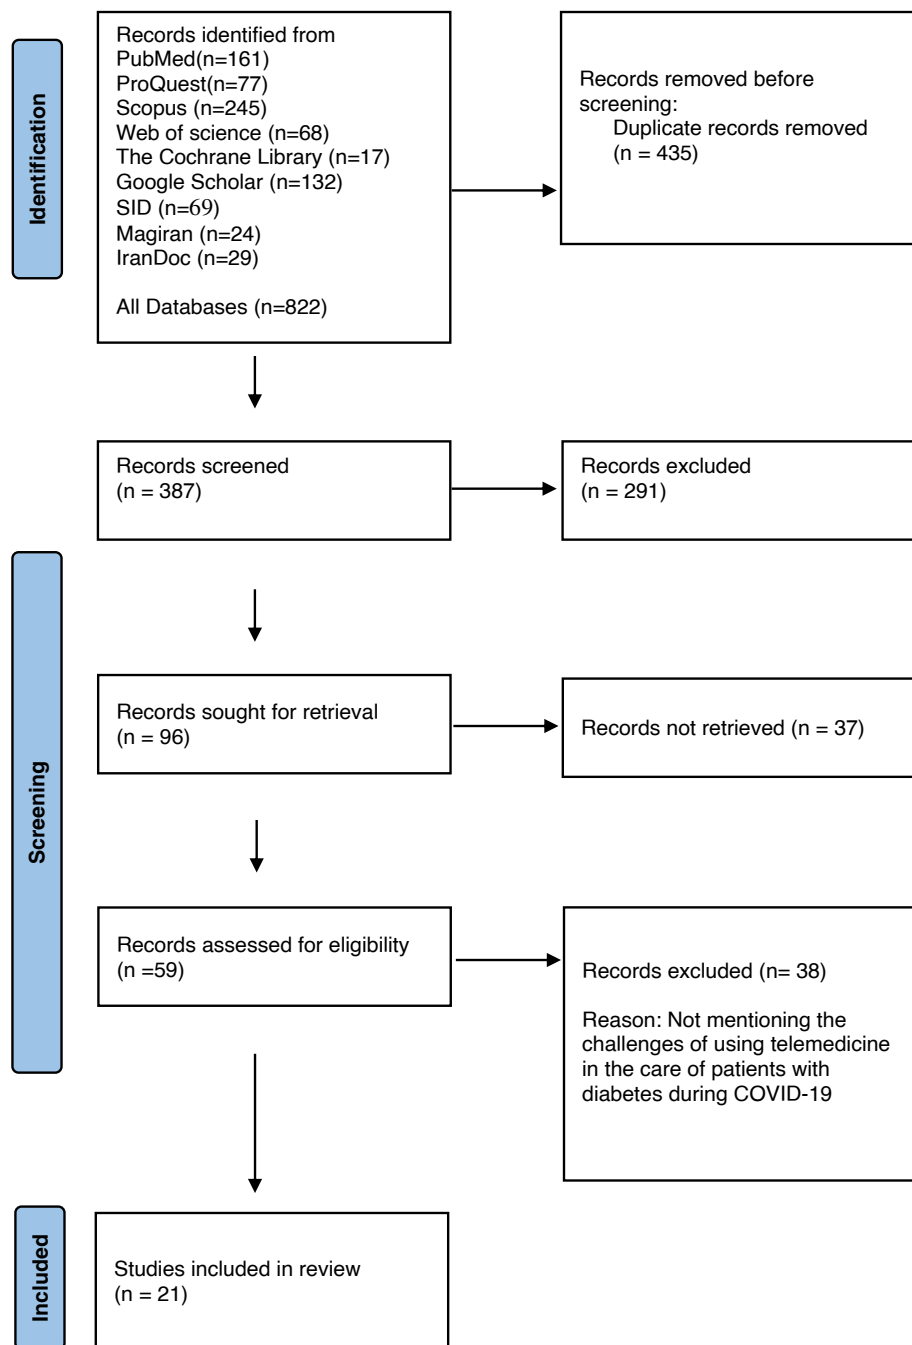 Identification
Records identified from
PubMed(n=161)
ProQuest(n=77)
Scopus (n=245)
Web of science (n=68)
The Cochrane Library (n=17)
Google Scholar (n=132)
SID (n=69)
Magiran (n=24)
IranDoc (n=29)
All Databases (n=822)
Records removed before
screening:
Duplicate records removed
(n = 435)
Records screened
(n = 387)
Records excluded
(n = 291)
Screening
Records sought for retrieval
(n = 96)
Records not retrieved (n = 37)
Records assessed for eligibility
(n =59)
Records excluded (n= 38)
Reason: Not mentioning the
challenges of using telemedicine
in the care of patients with
diabetes during COVID-19
Included
Studies included in review
(n = 21)